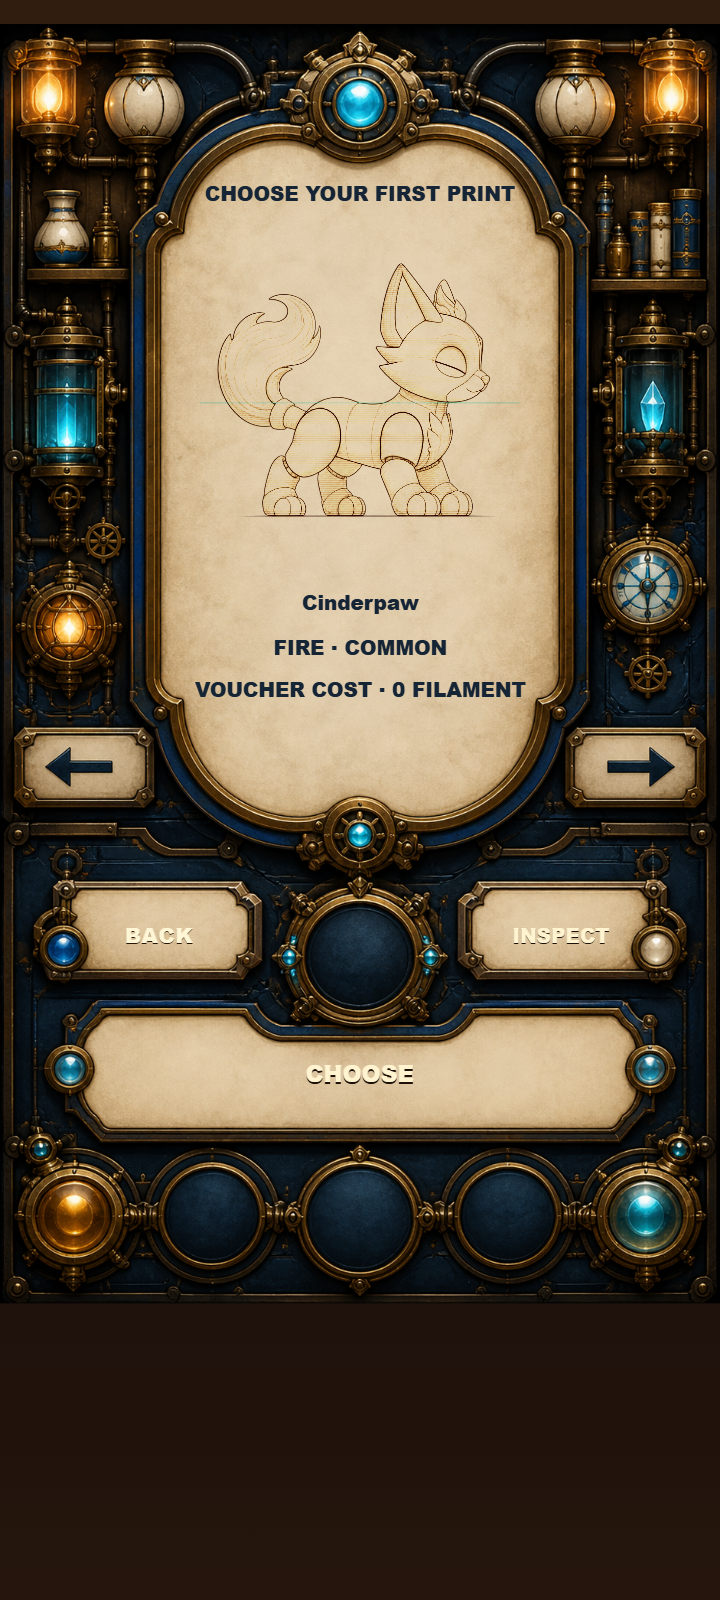 CHOOSE YOUR FIRST PRINT
Cinderpaw
FIRE · COMMON
VOUCHER COST · 0 FILAMENT
BACK
INSPECT
CHOOSE